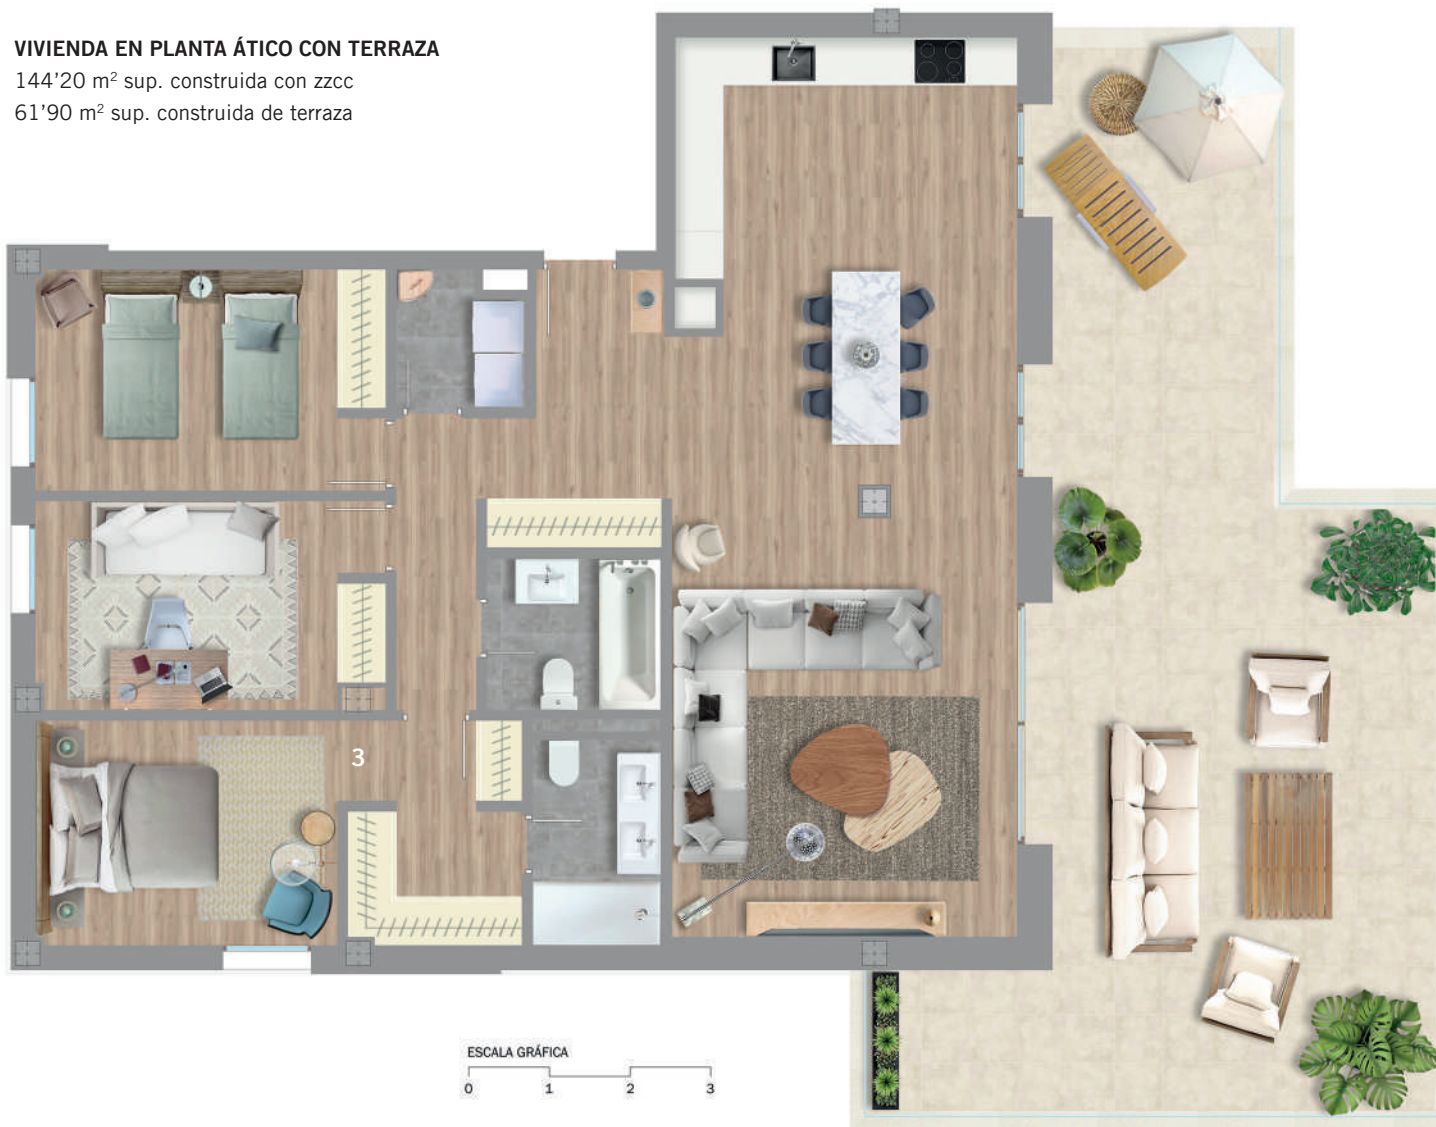 VIVIENDA EN PLANTA ÁTICO CON TERRAZA
144’20 m² sup. construida con zzcc
61’90 m² sup. construida de terraza
3
ESCALA GRÁFICA
0 1 2 3